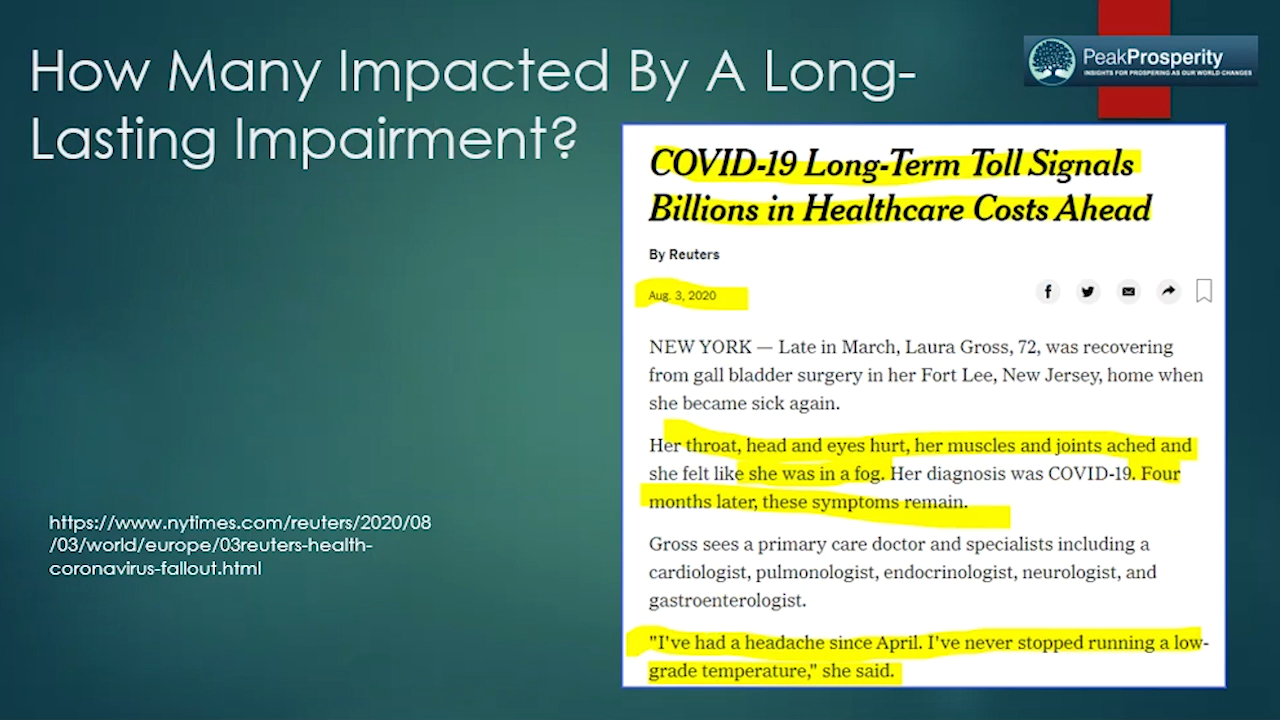 How Many Impacted By A Long-
Lasting Impairment?
PeakProsperity
INSIGHTS FOR PROSPERING AS OUR WORLD CHANGES
COVID-19 Long-Term Toll Signals
Billions in Healthcare Costs Ahead
By Reuters
Aug. 3, 2020
NEW YORK — Late in March, Laura Gross, 72, was recovering
from gall bladder surgery in her Fort Lee, New Jersey, home when
she became sick again.
Her throat, head and eyes hurt, her muscles and joints ached and
she felt like she was in a fog. Her diagnosis was COVID-19. Four
months later, these symptoms remain.
Gross sees a primary care doctor and specialists including a
cardiologist, pulmonologist, endocrinologist, neurologist, and
gastroenterologist.
"I've had a headache since April. I've never stopped running a low-
grade temperature," she said.
https://www.nytimes.com/reuters/2020/08
/03/world/europe/03reuters-health-
coronavirus-fallout.html